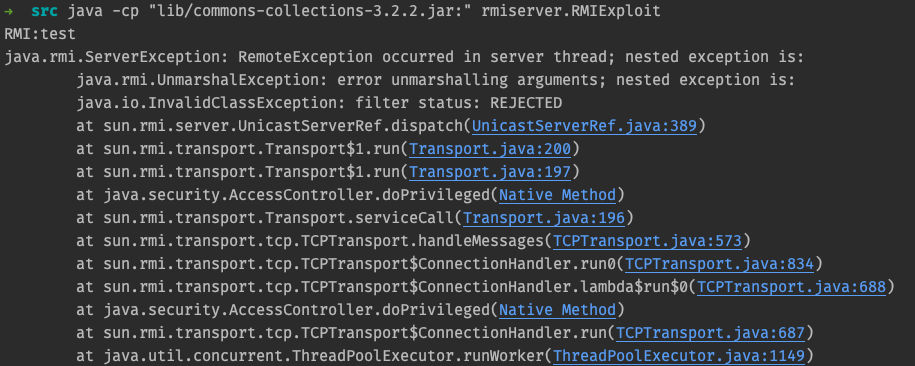 → src java -cp "lib/commons-collections-3.2.2.jar:" rmiserver.RMIExploit
RMI:test
java.rmi.ServerException: RemoteException occurred in server thread; nested exception is:
java.rmi.UnmarshalException: error unmarshalling arguments; nested exception is:
java.io.InvalidClassException: filter status: REJECTED
at sun.rmi.server.UnicastServerRef.dispatch(UnicastServerRef.java:389)
at sun.rmi.transport.Transport$1.run(Transport.java:200)
at sun.rmi.transport.Transport$1.run(Transport.java:197)
at java.security.AccessController.doPrivileged(Native Method)
at sun.rmi.transport.Transport.serviceCall(Transport.java:196)
at sun.rmi.transport.tcp.TCPTransport.handleMessages(TCPTransport.java:573)
at sun.rmi.transport.tcp.TCPTransport$ConnectionHandler.run0(TCPTransport.java:834)
at sun.rmi.transport.tcp.TCPTransport$ConnectionHandler.lambda$run$0(TCPTransport.java:688)
at java.security.AccessController.doPrivileged(Native Method)
at sun.rmi.transport.tcp.TCPTransport$ConnectionHandler.run(TCPTransport.java:687)
at java.util.concurrent.ThreadPoolExecutor.runWorker(ThreadPoolExecutor.java:1149)